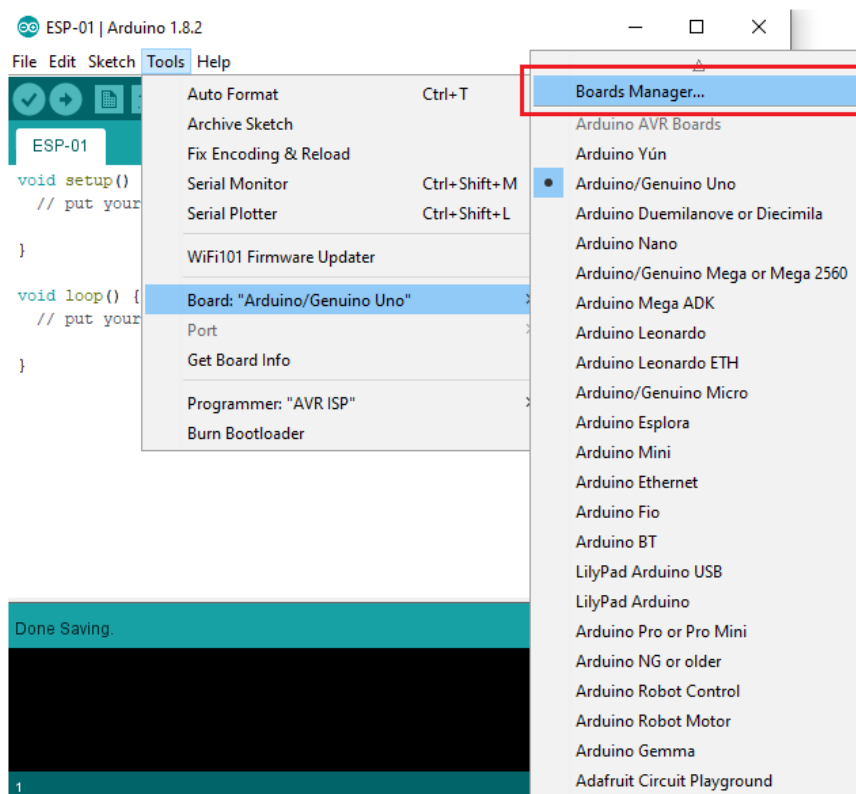 ESP-01 | Arduino 1.8.2
File Edit Sketch Tools Help
ESP-01
void setup()
// put your
}
void loop() {
// put your
}
Auto Format Ctrl+T
Archive Sketch
Fix Encoding & Reload
Serial Monitor Ctrl+Shift+M
Serial Plotter Ctrl+Shift+L
WiFi101 Firmware Updater
Board: "Arduino/Genuino Uno"
Port
Get Board Info
Programmer: "AVR ISP"
Burn Bootloader
Boards Manager...
Arduino AVR Boards
Arduino Yún
Arduino/Genuino Uno
Arduino Duemilanove or Diecimila
Arduino Nano
Arduino/Genuino Mega or Mega 2560
Arduino Mega ADK
Arduino Leonardo
Arduino Leonardo ETH
Arduino/Genuino Micro
Arduino Esplora
Arduino Mini
Arduino Ethernet
Arduino Fio
Arduino BT
LilyPad Arduino USB
LilyPad Arduino
Arduino Pro or Pro Mini
Arduino NG or older
Arduino Robot Control
Arduino Robot Motor
Arduino Gemma
Adafruit Circuit Playground
Done Saving.
1